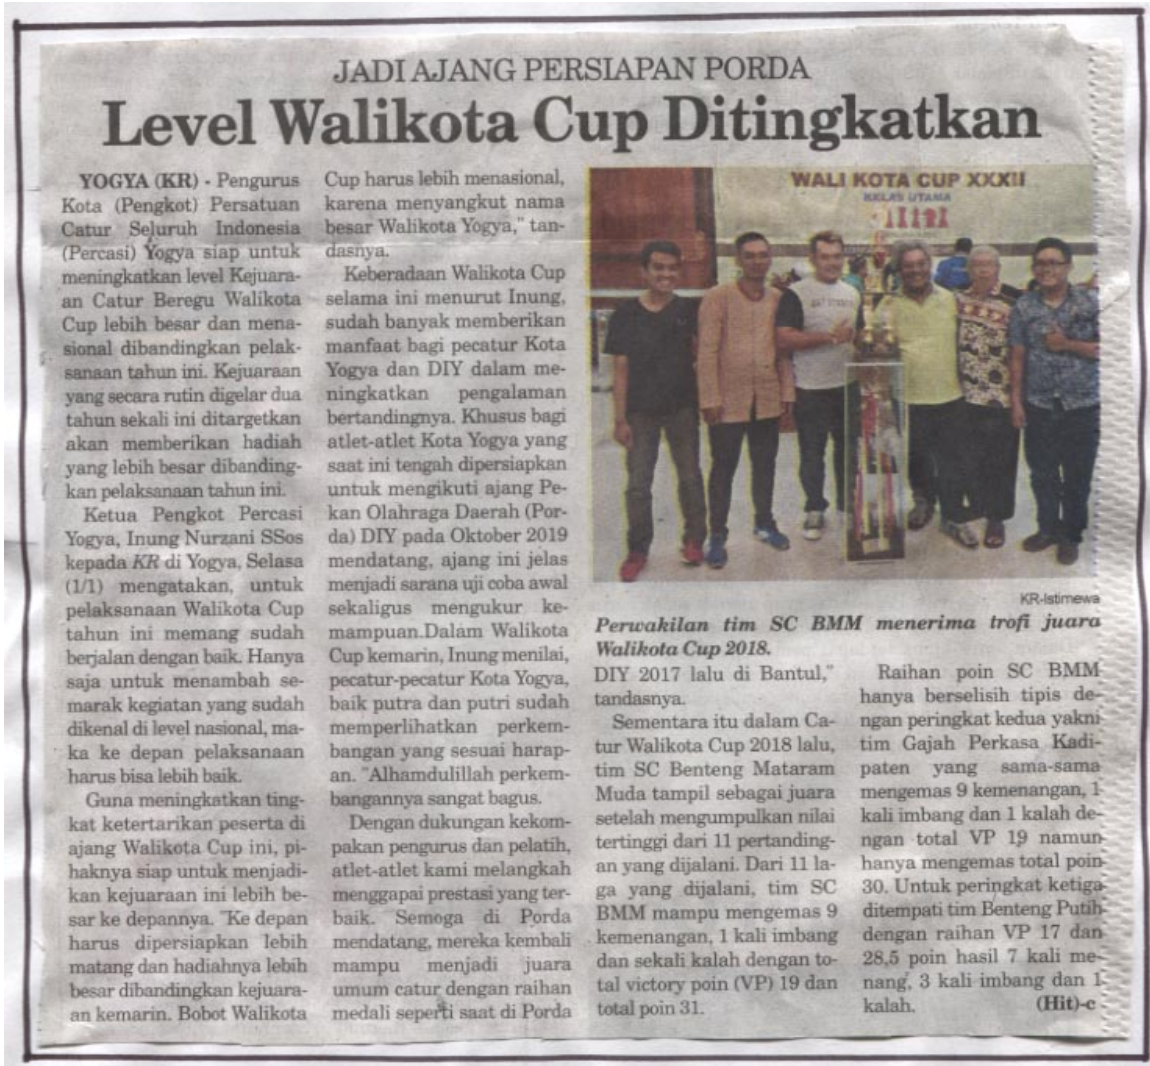 JADI AJANG PERSIAPAN PORDA
Level Walikota Cup Ditingkatkan
YOGYA (KR) - Pengurus
Kota (Pengkot) Persatuan
Catur Seluruh Indonesia
(Percasi) Yogya siap untuk
meningkatkan level Kejuara-
an Catur Beregu Walikota
Cup lebih besar dan mena-
sional dibandingkan pelak-
sanaan tahun ini. Kejuaraan
yang secara rutin digelar dua
tahun sekali ini ditargetkan
akan memberikan hadiah
yang lebih besar dibanding-
kan pelaksanaan tahun ini.
Ketua Pengkot Percasi
Yogya, Inung Nurzani SSos
kepada KR di Yogya, Selasa
(1/1) mengatakan, untuk
pelaksanaan Walikota Cup
tahun ini memang sudah
berjalan dengan baik. Hanya
saja untuk menambah se-
marak kegiatan yang sudah
dikenal di level nasional, ma-
ka ke depan pelaksanaan
harus bisa lebih baik.
Guna meningkatkan ting-
kat ketertarikan peserta di
ajang Walikota Cup ini, pi-
haknya siap untuk menjadi-
kan kejuaraan ini lebih be-
sar ke depannya. "Ke depan
harus dipersiapkan lebih
matang dan hadiahnya lebih
besar dibandingkan kejuara-
an kemarin. Bobot Walikota
Cup harus lebih menasional,
karena menyangkut nama
besar Walikota Yogya," tan-
dasnya.
Keberadaan Walikota Cup
selama ini menurut Inung,
sudah banyak memberikan
manfaat bagi pecatur Kota
Yogya dan DIY dalam me-
ningkatkan pengalaman
bertandingnya. Khusus bagi
atlet-atlet Kota Yogya yang
saat ini tengah dipersiapkan
untuk mengikuti ajang Pe-
kan Olahraga Daerah (Por-
da) DIY pada Oktober 2019
mendatang, ajang ini jelas
menjadi sarana uji coba awal
sekaligus mengukur ke-
mampuan.Dalam Walikota
Cup kemarin, Inung menilai,
pecatur-pecatur Kota Yogya,
baik putra dan putri sudah
memperlihatkan perkem-
bangan yang sesuai harap-
an. "Alhamdulillah perkem-
bangannya sangat bagus.
Dengan dukungan kekom-
pakan pengurus dan pelatih,
atlet-atlet kami melangkah
menggapai prestasi yang ter-
baik. Semoga di Porda
mendatang, mereka kembali
mampu menjadi juara
umum catur dengan raihan
medali seperti saat di Porda
WALI KOTA CUP XXXII
KELAS UTAMA
KR-Istimewa
Perwakilan tim SC BMM menerima trofi juara
Walikota Cup 2018.
DIY 2017 lalu di Bantul,"
tandasnya.
Sementara itu dalam Ca-
tur Walikota Cup 2018 lalu,
tim SC Benteng Mataram
Muda tampil sebagai juara
setelah mengumpulkan nilai
tertinggi dari 11 pertanding-
an yang dijalani. Dari 11 la-
ga yang dijalani, tim SC
BMM mampu mengemas 9
kemenangan, 1 kali imbang
dan sekali kalah dengan to-
tal victory poin (VP) 19 dan
total poin 31.
Raihan poin SC BMM
hanya berselisih tipis de-
ngan peringkat kedua yakni
tim Gajah Perkasa Kadi-
paten yang sama-sama
mengemas 9 kemenangan, 1
kali imbang dan 1 kalah de-
ngan total VP 19 namun
hanya mengemas total poin
30. Untuk peringkat ketiga
ditempati tim Benteng Putih
dengan raihan VP 17 dan
28,5 poin hasil 7 kali me-
nang, 3 kali imbang dan 1
kalah. (Hit)-c